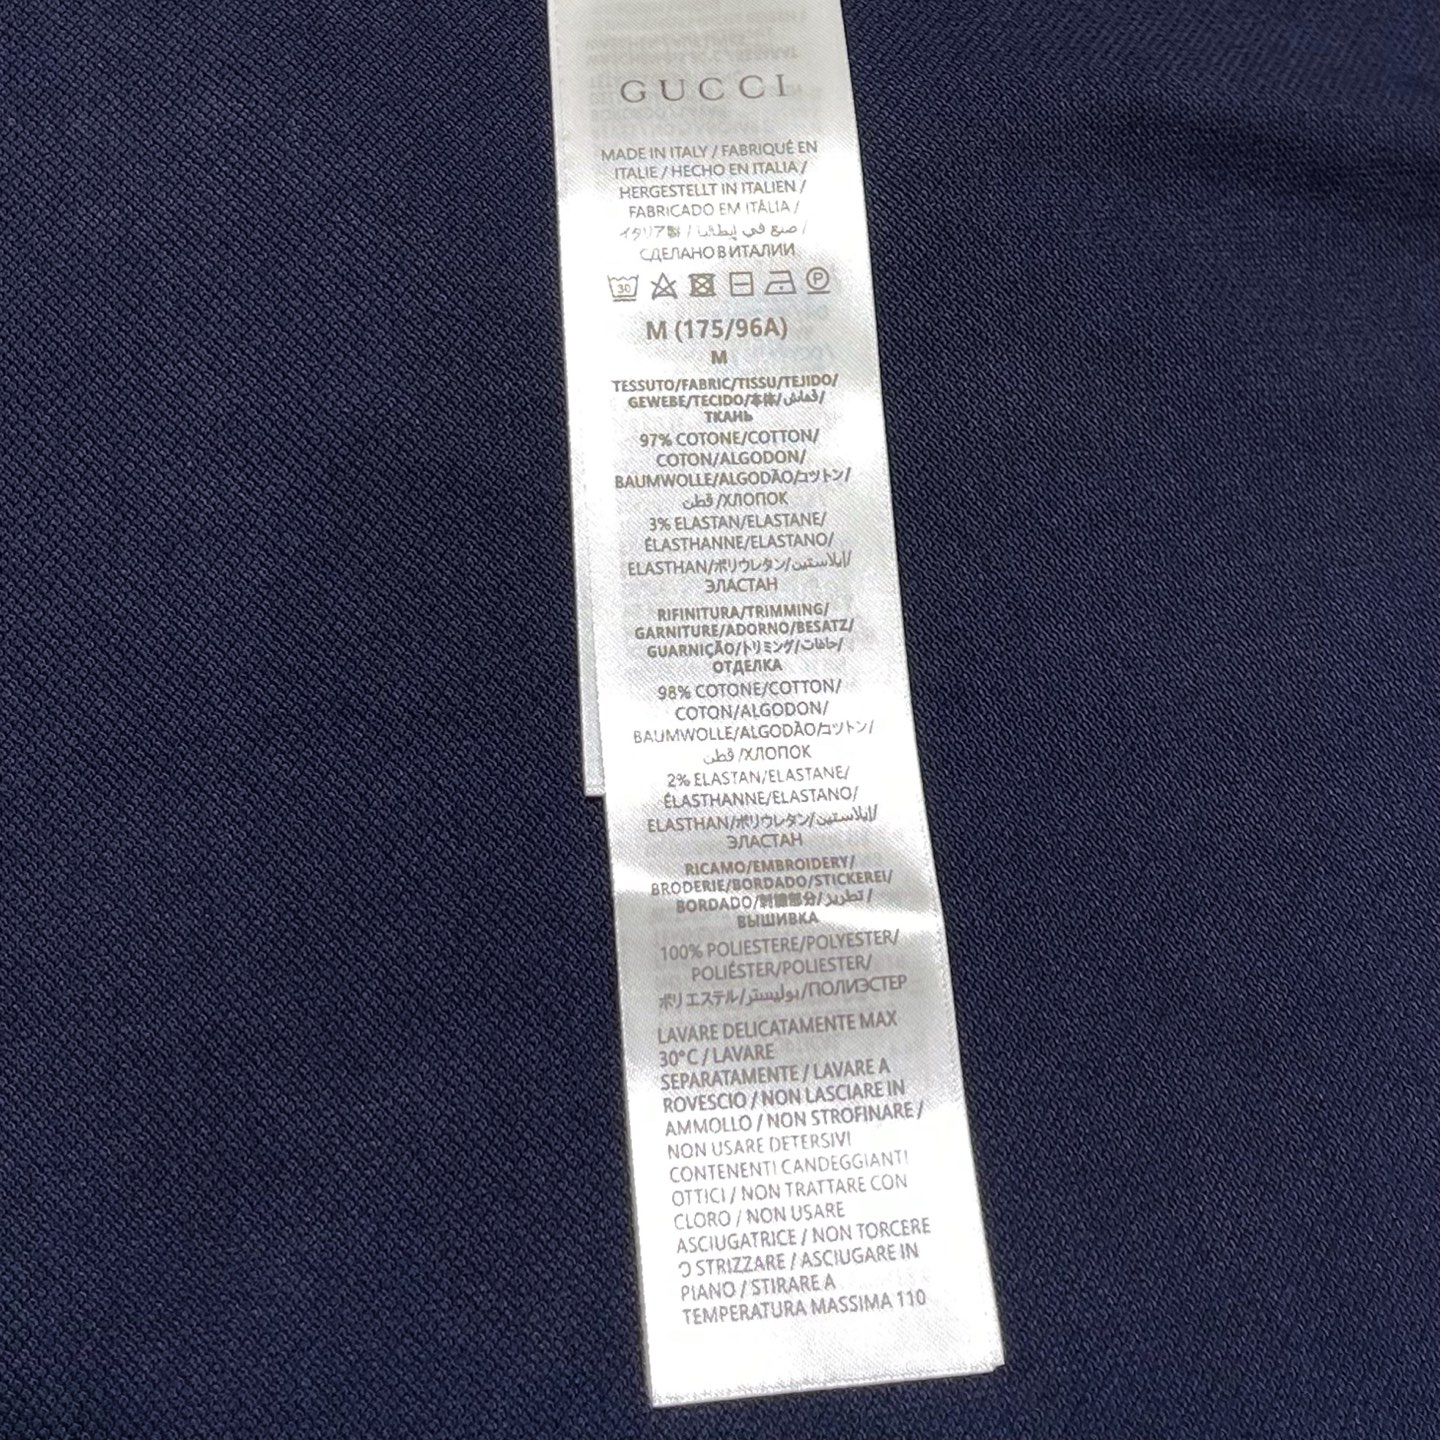 GUCCI
MADE IN ITALY / FABRIQUÉ EN
ITALIE / HECHO EN ITALIA /
HERGESTELLT IN ITALIEN /
FABRICADO EM ITÁLIA /
イタリア製 / صنع في إيطاليا /
СДЕЛАНО В ИТАЛИИ
30 P
M (175/96A)
M
TESSUTO/FABRIC/TISSU/TEJIDO/
GEWEBE/TECIDO/本体/قماش/
ТКАНЬ
97% COTONE/COTTON/
COTON/ALGODON/
BAUMWOLLE/ALGODÃO/コットン/
قطن /ХЛОПОК
3% ELASTAN/ELASTANE/
ÉLASTHANNE/ELASTANO/
ELASTHAN/ポリウレタン/إيلاستين/
ЭЛАСТАН
RIFINITURA/TRIMMING/
GARNITURE/ADORNO/BESATZ/
GUARNIÇÃO/トリミング/حافات/
ОТДЕЛКА
98% COTONE/COTTON/
COTON/ALGODON/
BAUMWOLLE/ALGODÃO/コットン/
قطن /ХЛОПОК
2% ELASTAN/ELASTANE/
ÉLASTHANNE/ELASTANO/
ELASTHAN/ポリウレタン/إيلاستين/
ЭЛАСТАН
RICAMO/EMBROIDERY/
BRODERIE/BORDADO/STICKEREI/
BORDADO/刺繍部分/تطريز/
ВЫШИВКА
100% POLIESTERE/POLYESTER/
POLIÉSTER/POLIESTER/
ポリエステル/بوليستر/ПОЛИЭСТЕР
LAVARE DELICATAMENTE MAX
30°C / LAVARE
SEPARATAMENTE / LAVARE A
ROVESCIO / NON LASCIARE IN
AMMOLLO / NON STROFINARE /
NON USARE DETERSIVI
CONTENENTI CANDEGGIANTI
OTTICI / NON TRATTARE CON
CLORO / NON USARE
ASCIUGATRICE / NON TORCERE
O STRIZZARE / ASCIUGARE IN
PIANO / STIRARE A
TEMPERATURA MASSIMA 110